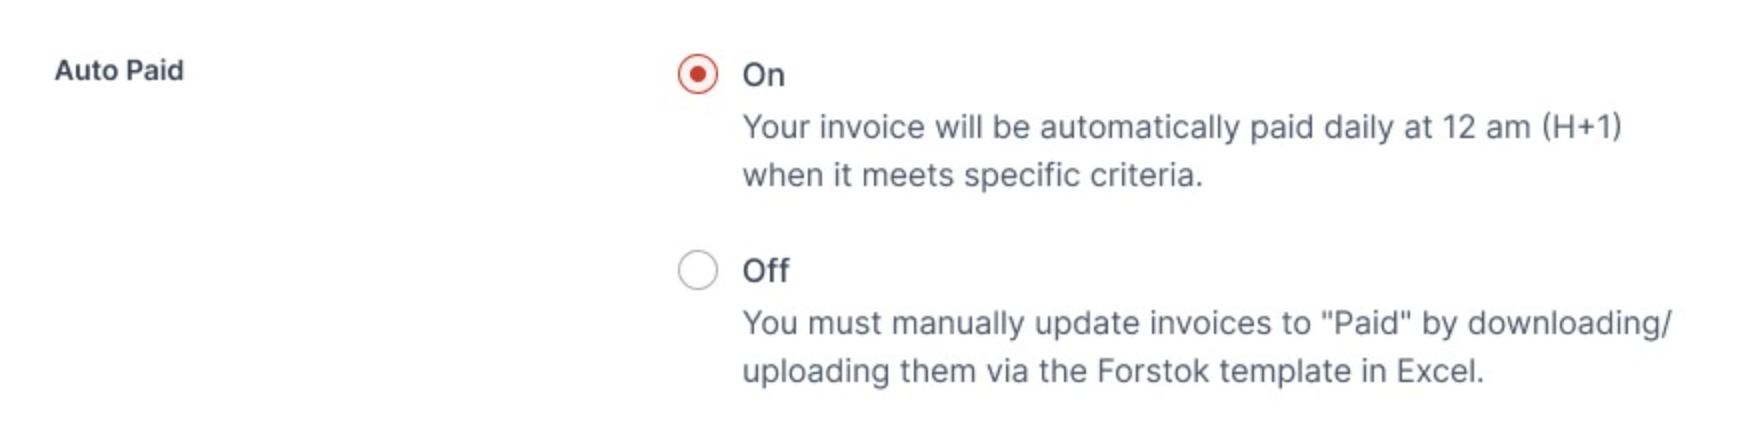 Auto Paid
On
Your invoice will be automatically paid daily at 12 am (H+1)
when it meets specific criteria.
Off
You must manually update invoices to "Paid" by downloading/
uploading them via the Forstok template in Excel.